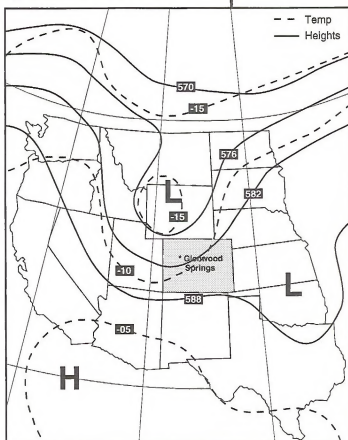 Temp
Heights
570
-15
576
L
582
-15
* Glenwood
Springs
-10
L
588
-05
H